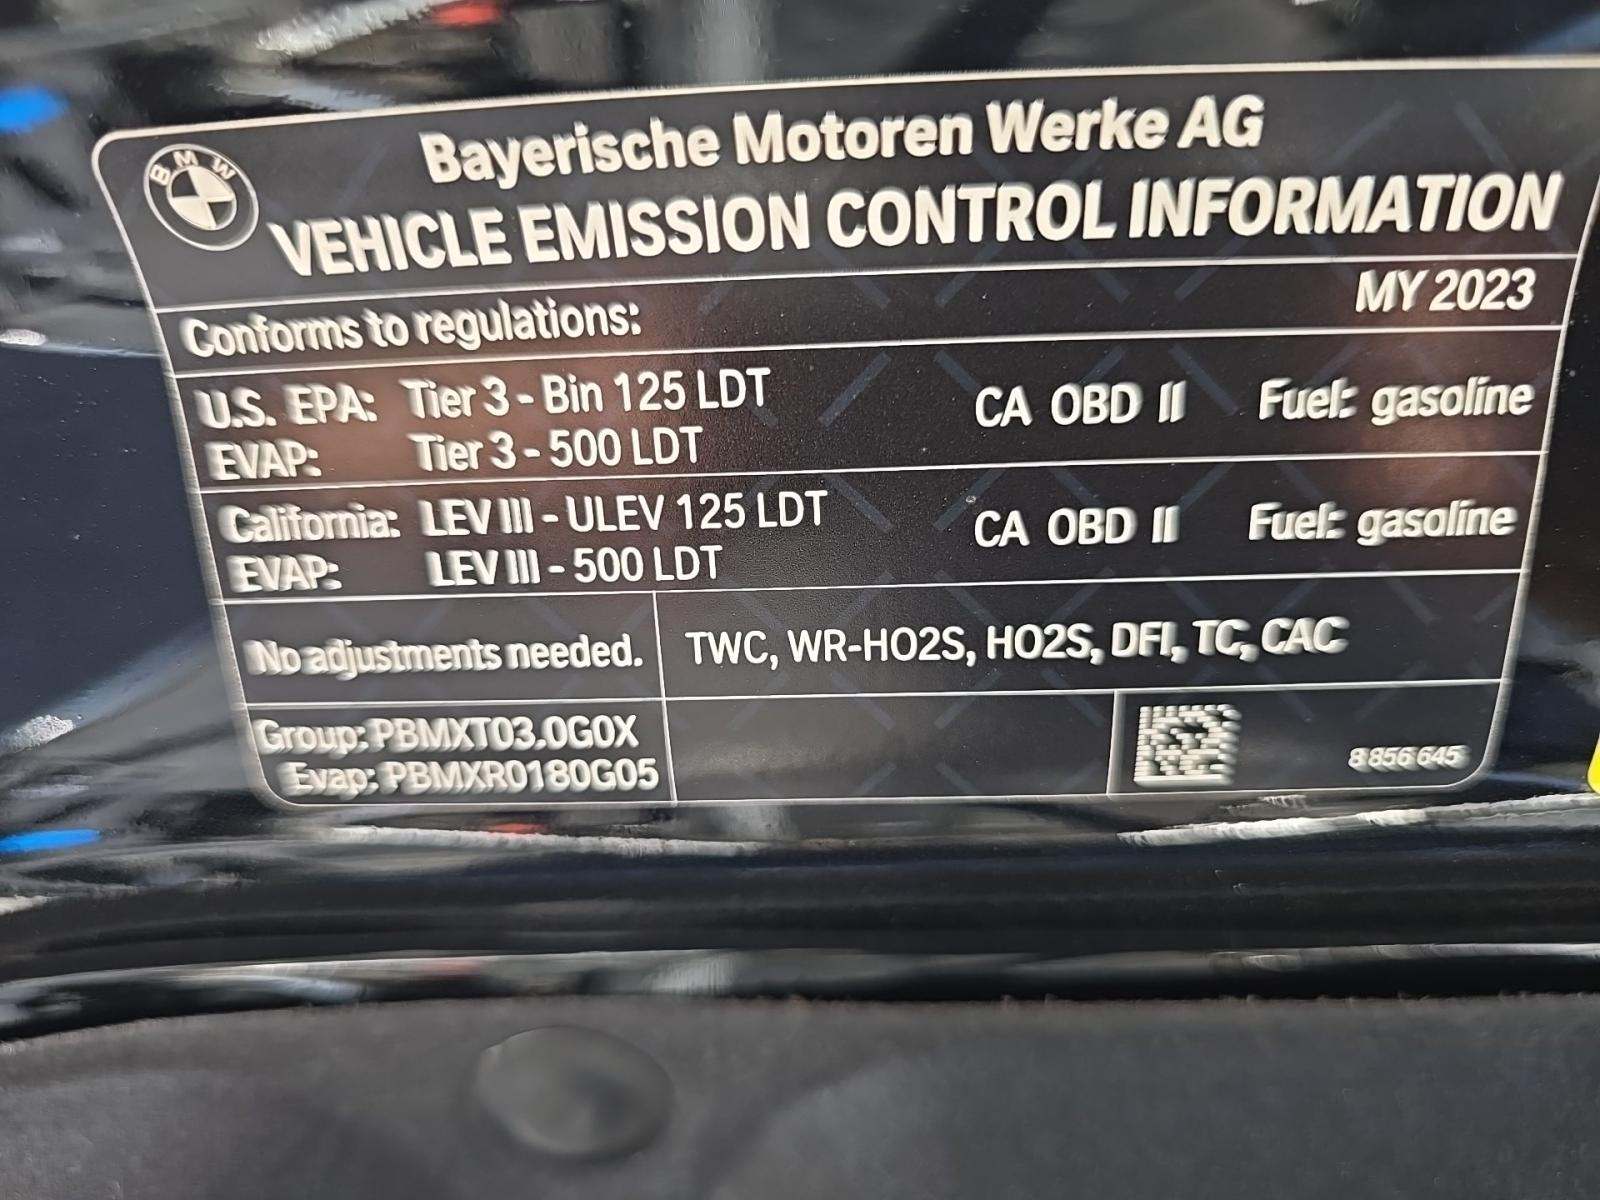 BMW
Bayerische Motoren Werke AG
VEHICLE EMISSION CONTROL INFORMATION
Conforms to regulations: MY 2023
U.S. EPA: Tier 3 - Bin 125 LDT CA OBD II Fuel: gasoline
EVAP: Tier 3 - 500 LDT
California: LEV III - ULEV 125 LDT CA OBD II Fuel: gasoline
EVAP: LEV III - 500 LDT
No adjustments needed. TWC, WR-HO2S, HO2S, DFI, TC, CAC
Group: PBMXT03.0G0X
Evap: PBMXR0180G05
8 856 645